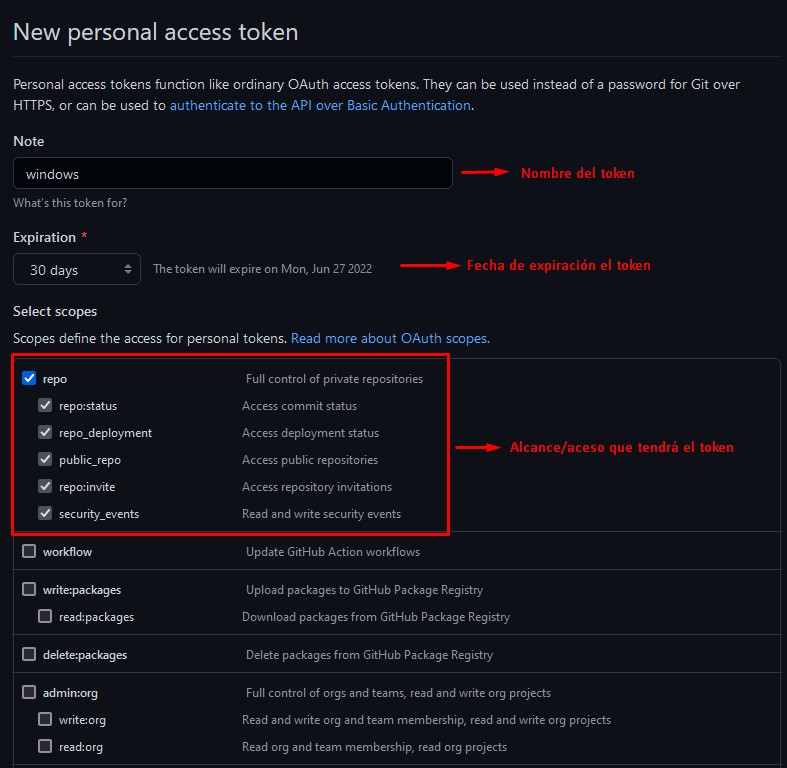 New personal access token
Personal access tokens function like ordinary OAuth access tokens. They can be used instead of a password for Git over
HTTPS, or can be used to authenticate to the API over Basic Authentication.
Note
windows
Nombre del token
What's this token for?
Expiration *
30 days
The token will expire on Mon, Jun 27 2022
Fecha de expiración el token
Select scopes
Scopes define the access for personal tokens. Read more about OAuth scopes.
repo Full control of private repositories
repo:status Access commit status
repo_deployment Access deployment status
public_repo Access public repositories
Alcance/aceso que tendrá el token
repo:invite Access repository invitations
security_events Read and write security events
workflow Update GitHub Action workflows
write:packages Upload packages to GitHub Package Registry
read:packages Download packages from GitHub Package Registry
delete:packages Delete packages from GitHub Package Registry
admin:org Full control of orgs and teams, read and write org projects
write:org Read and write org and team membership, read and write org projects
read:org Read org and team membership, read org projects